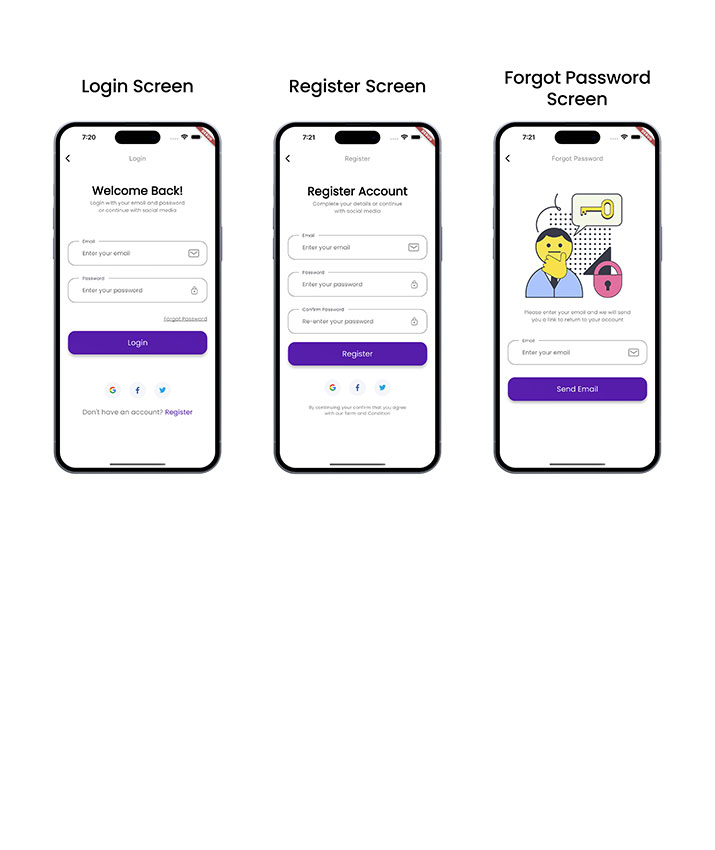 Login Screen
7:20
Login
Welcome Back!
Login with your email and password
or continue with social media
Email
Enter your email
Password
Enter your password
Forgot Password
Login
G
f
Don't have an account? Register
Register Screen
7:21
Register
Register Account
Complete your details or continue
with social media
Email
Enter your email
Password
Enter your password
Confirm Password
Re-enter your password
Register
G
f
By continuing your confirm that you agree
with our Term and Condition
Forgot Password
Screen
7:21
Forgot Password
Please enter your email and we will send
you a link to return to your account
Email
Enter your email
Send Email